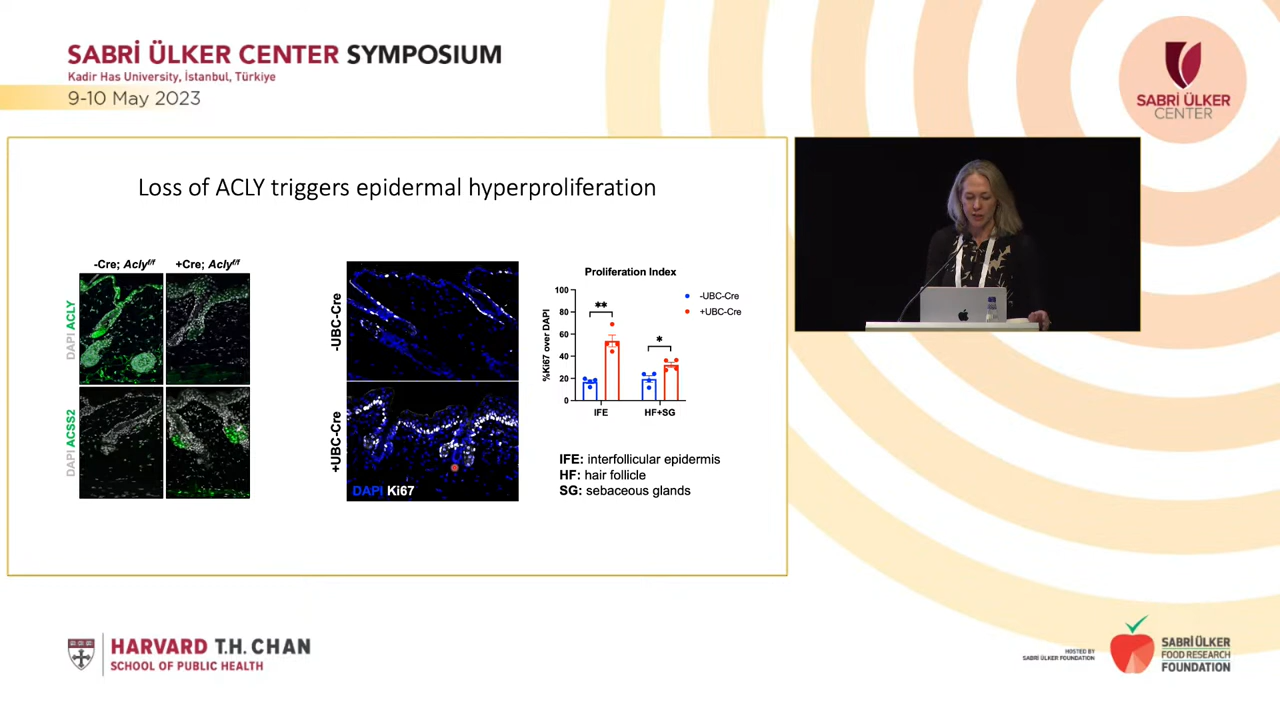 SABRİ ÜLKER CENTER SYMPOSIUM
Kadir Has University, İstanbul, Türkiye
9-10 May 2023
SABRİ ÜLKER
CENTER
Loss of ACLY triggers epidermal hyperproliferation
-Cre; Aclyf/f
+Cre; Aclyf/f
DAPI ACLY
DAPI ACSS2
-UBC-Cre
+UBC-Cre
DAPI Ki67
Proliferation Index
%Ki67 over DAPI
100
80
60
40
20
0
**
*
IFE
HF+SG
-UBC-Cre
+UBC-Cre
IFE: interfollicular epidermis
HF: hair follicle
SG: sebaceous glands
HARVARD T.H. CHAN
SCHOOL OF PUBLIC HEALTH
HOSTED BY
SABRİ ÜLKER FOUNDATION
SABRİ ÜLKER
FOOD RESEARCH
FOUNDATION